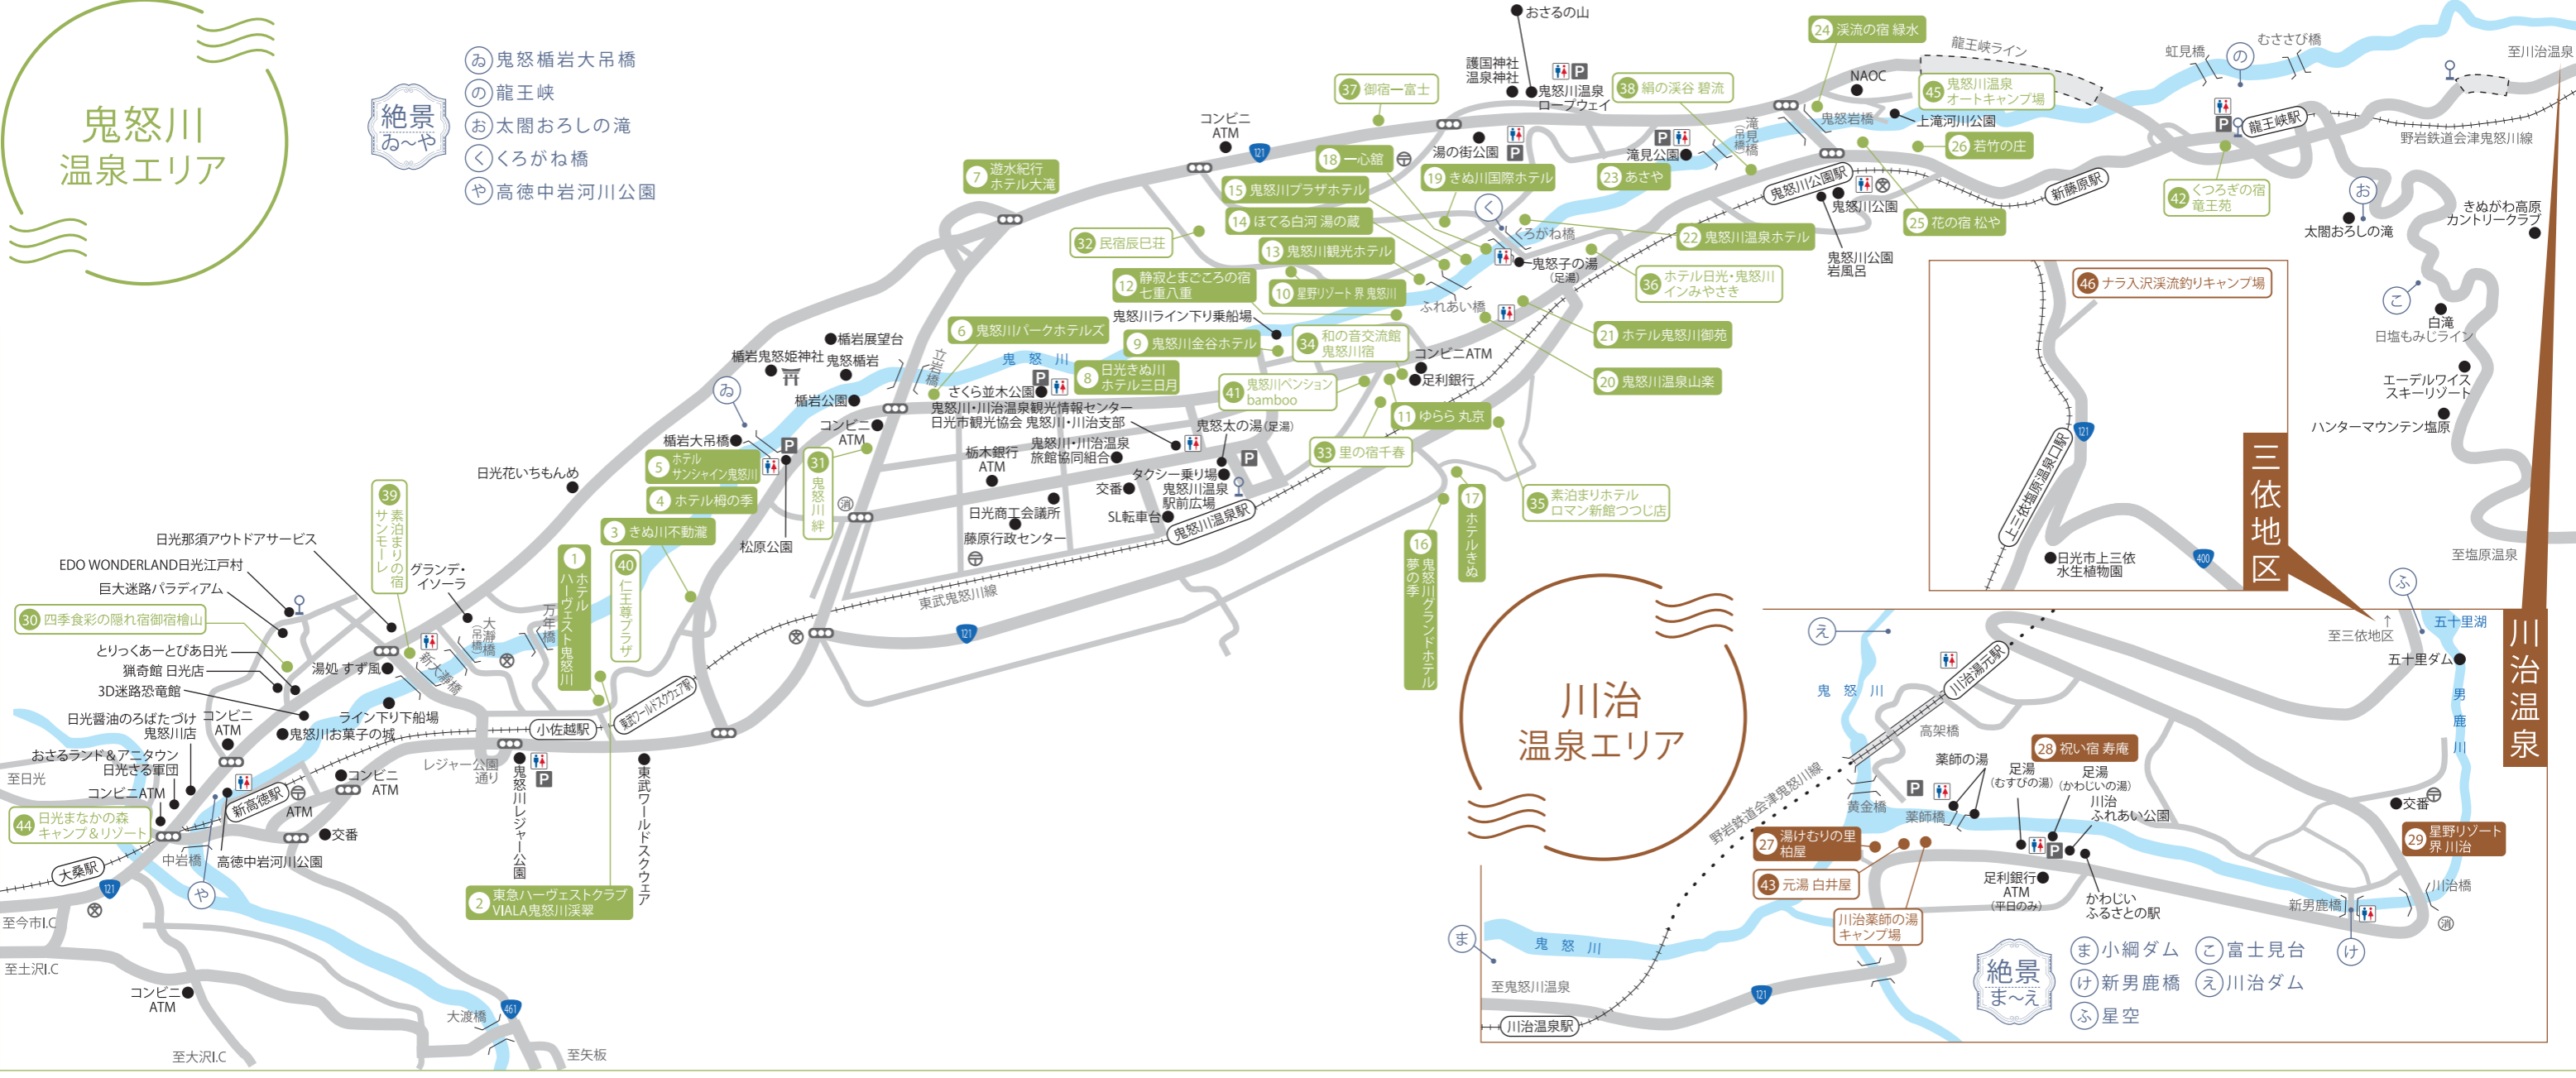 鬼怒川
温泉エリア
絶景
ゐ〜や
ゐ 鬼怒楯岩大吊橋
の 龍王峡
お 太閤おろしの滝
く くろがね橋
や 高徳中岩河川公園
おさるの山
護国神社
温泉神社
鬼怒川温泉
ロープウェイ
P
24 渓流の宿 緑水
龍王峡ライン
虹見橋
の
むささび橋
至川治温泉
NAOC
37 御宿一富士
38 絹の渓谷 碧流
45 鬼怒川温泉
オートキャンプ場
コンビニ
ATM
121
湯の街公園
P
滝見公園
P
滝見橋
(吊橋)
鬼怒岩橋
上滝河川公園
龍王峡駅
P
野岩鉄道会津鬼怒川線
7 遊水紀行
ホテル大滝
18 一心館
15 鬼怒川プラザホテル
19 きぬ川国際ホテル
23 あさや
26 若竹の庄
鬼怒川公園駅
鬼怒川公園
新藤原駅
42 くつろぎの宿
竜王苑
お
太閤おろしの滝
きぬがわ高原
カントリークラブ
14 ほてる白河 湯の蔵
く
くろがね橋
22 鬼怒川温泉ホテル
25 花の宿 松や
32 民宿辰巳荘
13 鬼怒川観光ホテル
鬼怒子の湯
(足湯)
鬼怒川公園
岩風呂
12 静寂とまごころの宿
七重八重
10 星野リゾート 界 鬼怒川
36 ホテル日光・鬼怒川
インみやさき
ふれあい橋
鬼怒川ライン下り乗船場
こ
白滝
日塩もみじライン
楯岩展望台
6 鬼怒川パークホテルズ
9 鬼怒川金谷ホテル
34 和の音交流館
鬼怒川宿
21 ホテル鬼怒川御苑
楯岩鬼怒姫神社
鬼怒楯岩
立岩橋
鬼怒川
8 日光きぬ川
ホテル三日月
コンビニATM
足利銀行
20 鬼怒川温泉山楽
エーデルワイス
スキーリゾート
ゐ
楯岩公園
さくら並木公園
P
41 鬼怒川ペンション
bamboo
11 ゆらら 丸京
ハンターマウンテン塩原
鬼怒川・川治温泉観光情報センター
日光市観光協会 鬼怒川・川治支部
コンビニ
ATM
楯岩大吊橋
P
鬼怒太の湯(足湯)
鬼怒川・川治温泉
旅館協同組合
栃木銀行
ATM
33 里の宿千春
5 ホテル
サンシャイン鬼怒川
31 鬼怒川 絆
P
日光花いちもんめ
4 ホテル栂の季
消
タクシー乗り場
鬼怒川温泉
駅前広場
交番
35 素泊まりホテル
ロマン新館つつじ店
17 ホテルきぬ
39 素泊まりの宿
サンモーレ
3 きぬ川不動瀧
松原公園
日光商工会議所
藤原行政センター
SL転車台
鬼怒川温泉駅
16 鬼怒川グランドホテル
夢の季
日光那須アウトドアサービス
EDO WONDERLAND日光江戸村
巨大迷路パラディアム
グランデ・
イソーラ
1 ホテル
ハーヴェスト鬼怒川
40 仁王尊プラザ
東武鬼怒川線
121
30 四季食彩の隠れ宿御宿檜山
大瀞橋
(吊橋)
万年橋
とりっくあーとぴあ日光
猟奇館 日光店
3D迷路恐竜館
湯処 すず風
新大瀞橋
ライン下り下船場
日光醤油のろばたづけ
鬼怒川店
コンビニ
ATM
鬼怒川お菓子の城
小佐越駅
東武ワールドスクウェア駅
おさるランド&アニタウン
日光さる軍団
至日光
コンビニATM
新高徳駅
ATM
コンビニ
ATM
レジャー公園
通り
鬼怒川レジャー公園
P
東武ワールドスクウェア
44 日光まなかの森
キャンプ&リゾート
交番
中岩橋
高徳中岩河川公園
大桑駅
121
や
2 東急ハーヴェストクラブ
VIALA鬼怒川渓翠
至今市I.C
至土沢I.C
コンビニ
ATM
461
大渡橋
至大沢I.C
至矢板
46 ナラ入沢渓流釣りキャンプ場
121
上三依塩原温泉口駅
400
日光市上三依
水生植物園
三依地区
至塩原温泉
川治
温泉エリア
川治温泉
え
ふ
↑
至三依地区
五十里湖
五十里ダム
男鹿川
川治湯元駅
鬼怒川
高架橋
野岩鉄道会津鬼怒川線
黄金橋
P
薬師の湯
薬師橋
足湯
(むすびの湯)
28 祝い宿 寿庵
足湯
(かわじいの湯)
川治
ふれあい公園
P
交番
27 湯けむりの里
柏屋
43 元湯 白井屋
29 星野リゾート
界 川治
足利銀行
ATM
(平日のみ)
かわじい
ふるさとの駅
川治橋
新男鹿橋
消
川治薬師の湯
キャンプ場
ま
鬼怒川
至鬼怒川温泉
川治温泉駅
121
け
絶景
ま〜え
ま 小綱ダム
こ 富士見台
け 新男鹿橋
え 川治ダム
ふ 星空